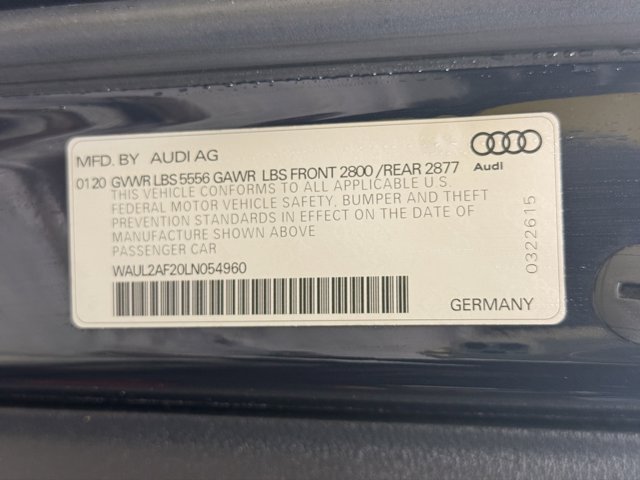 MFD. BY AUDI AG
Audi
0120 GVWR LBS 5556 GAWR LBS FRONT 2800 /REAR 2877
THIS VEHICLE CONFORMS TO ALL APPLICABLE U.S.
FEDERAL MOTOR VEHICLE SAFETY, BUMPER AND THEFT
PREVENTION STANDARDS IN EFFECT ON THE DATE OF
MANUFACTURE SHOWN ABOVE
PASSENGER CAR
WAUL2AF20LN054960
GERMANY
0322615